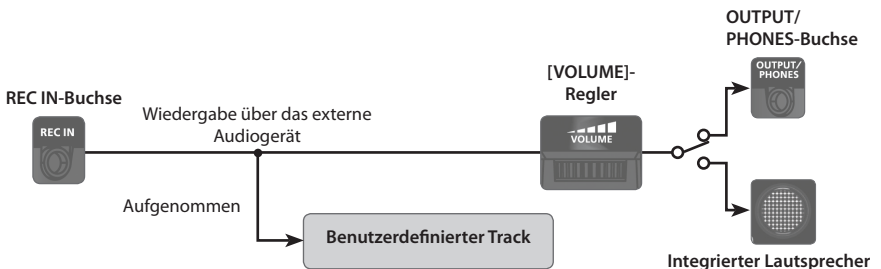 OUTPUT/
PHONES-Buchse
OUTPUT/
PHONES
[VOLUME]-
Regler
VOLUME
REC IN-Buchse
REC IN
Wiedergabe über das externe
Audiogerät
Aufgenommen
Benutzerdefinierter Track
Integrierter Lautsprecher